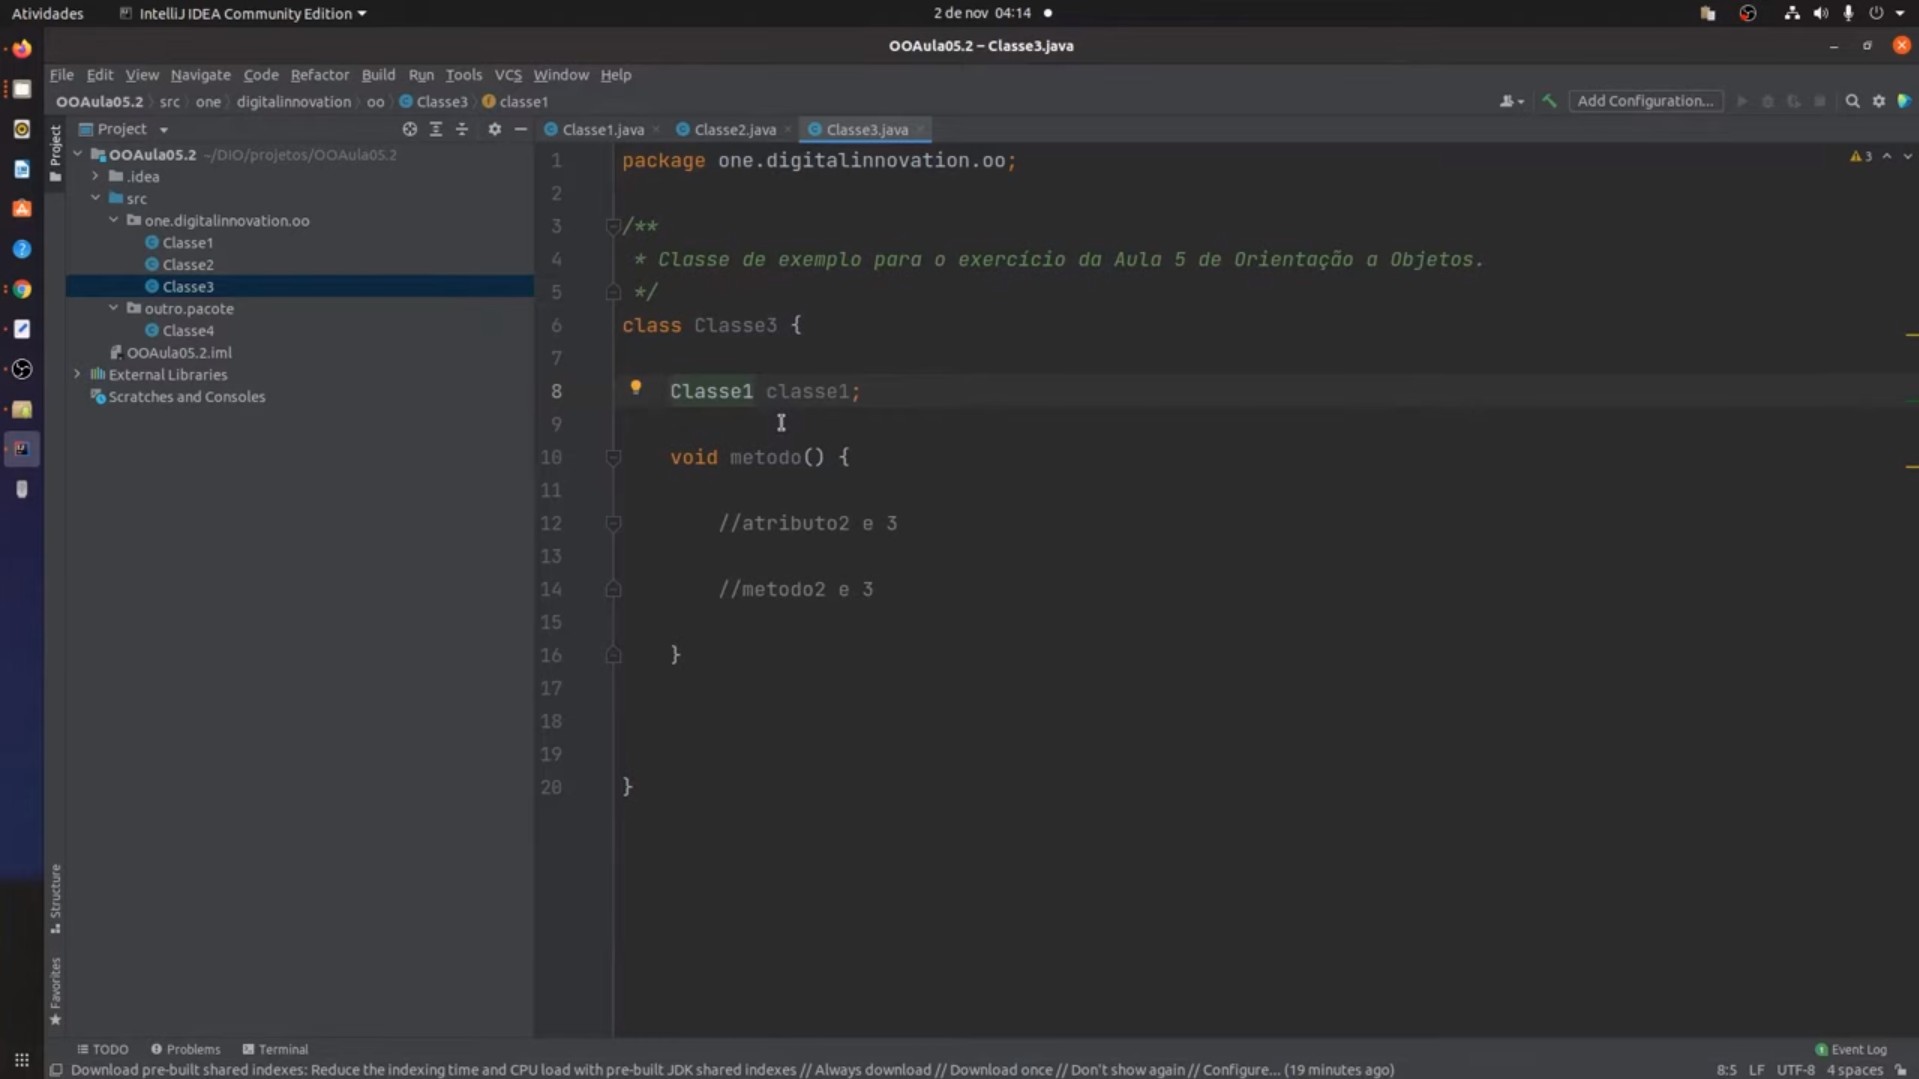 Atividades
IntelliJ IDEA Community Edition
2 de nov 04:14
OOAula05.2 – Classe3.java
File Edit View Navigate Code Refactor Build Run Tools VCS Window Help
OOAula05.2 src one digitalinnovation oo Classe3 classe1
Add Configuration...
Project
Project
OOAula05.2 ~/DIO/projetos/OOAula05.2
.idea
src
one.digitalinnovation.oo
Classe1
Classe2
Classe3
outro.pacote
Classe4
OOAula05.2.iml
External Libraries
Scratches and Consoles
Structure
Favorites
Classe1.java Classe2.java Classe3.java
3
1 package one.digitalinnovation.oo;
2
3 /**
4 * Classe de exemplo para o exercício da Aula 5 de Orientação a Objetos.
5 */
6 class Classe3 {
7
8 Classe1 classe1;
9
10 void metodo() {
11
12 //atributo2 e 3
13
14 //metodo2 e 3
15
16 }
17
18
19
20 }
TODO Problems Terminal
1 Event Log
Download pre-built shared indexes: Reduce the indexing time and CPU load with pre-built JDK shared indexes // Always download // Download once // Don't show again // Configure... (19 minutes ago)
8:5 LF UTF-8 4 spaces